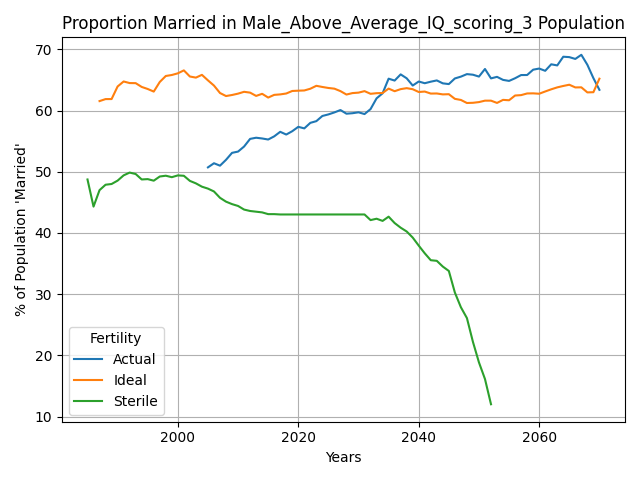 Proportion Married in Male_Above_Average_IQ_scoring_3 Population
% of Population 'Married'
70
60
50
40
30
20
10
Fertility
Actual
Ideal
Sterile
2000 2020 2040 2060
Years